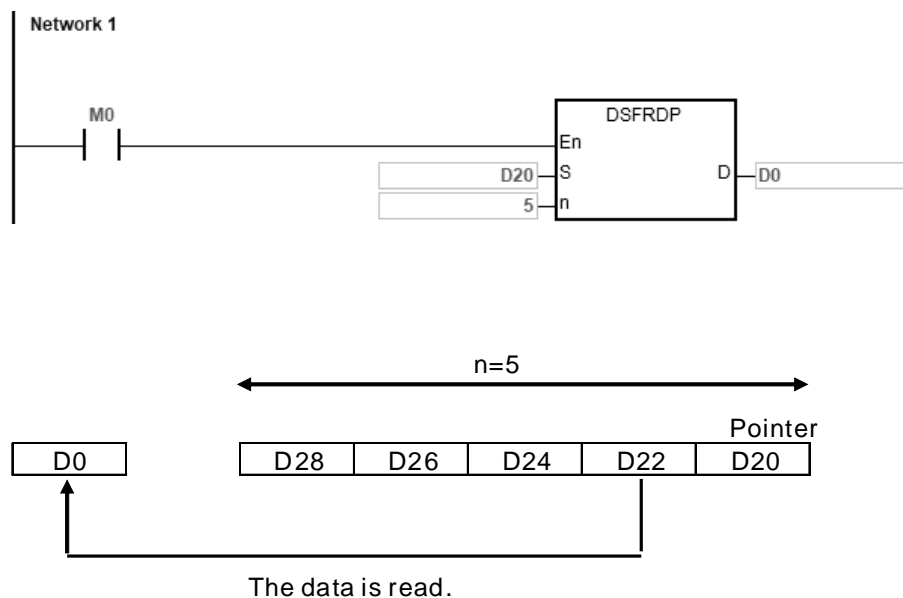 Network 1
M0
DSFRDP
En
D20 S D D0
5 n
n=5
Pointer
D0 D28 D26 D24 D22 D20
The data is read.